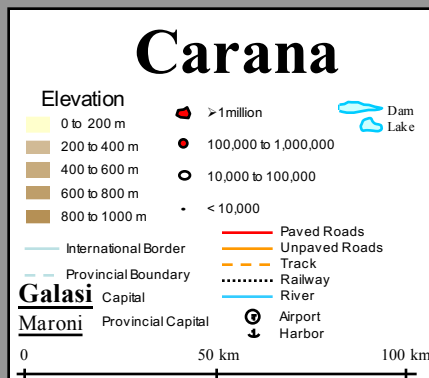 Carana
Elevation
0 to 200 m
200 to 400 m
400 to 600 m
600 to 800 m
800 to 1000 m
➢1million
100,000 to 1,000,000
10,000 to 100,000
< 10,000
Dam
Lake
International Border
Provincial Boundary
Galasi Capital
Maroni Provincial Capital
Paved Roads
Unpaved Roads
Track
Railway
River
Airport
Harbor
0 50 km 100 km